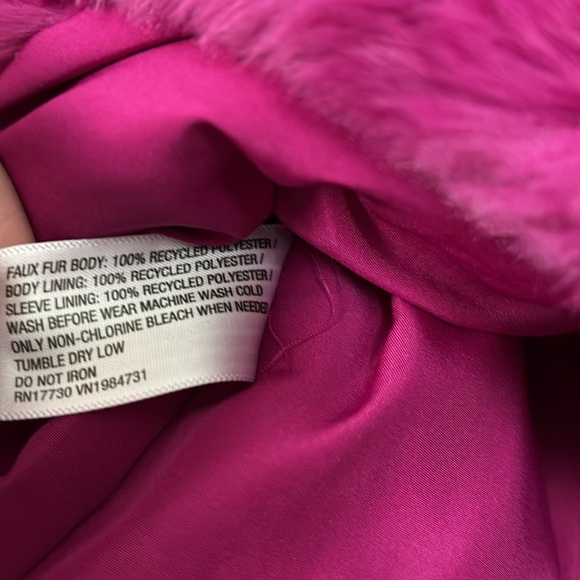 FAUX FUR BODY: 100% RECYCLED POLYESTER /
BODY LINING: 100% RECYCLED POLYESTER /
SLEEVE LINING: 100% RECYCLED POLYESTER /
WASH BEFORE WEAR MACHINE WASH COLD
ONLY NON-CHLORINE BLEACH WHEN NEEDED
TUMBLE DRY LOW
DO NOT IRON
RN17730 VN1984731